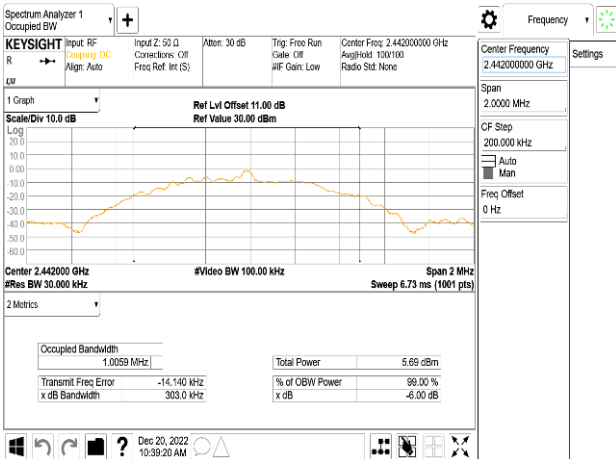 Spectrum Analyzer 1
Occupied BW
Frequency
KEYSIGHT
R
LXI
Input: RF
Coupling: DC
Align: Auto
Input Z: 50 Ω
Corrections: Off
Freq Ref: Int (S)
Atten: 30 dB
Trig: Free Run
Gate: Off
#IF Gain: Low
Center Freq: 2.442000000 GHz
Avg|Hold: 100/100
Radio Std: None
Center Frequency
2.442000000 GHz
Settings
Span
2.0000 MHz
CF Step
200.000 kHz
Auto
Man
Freq Offset
0 Hz
1 Graph
Scale/Div 10.0 dB
Ref Lvl Offset 11.00 dB
Ref Value 30.00 dBm
Log
20.0
10.0
0.00
-10.0
-20.0
-30.0
-40.0
-50.0
-60.0
Center 2.442000 GHz
#Res BW 30.000 kHz
#Video BW 100.00 kHz
Span 2 MHz
Sweep 6.73 ms (1001 pts)
2 Metrics
Occupied Bandwidth
1.0059 MHz
Total Power 5.69 dBm
Transmit Freq Error -14.140 kHz
% of OBW Power 99.00 %
x dB Bandwidth 303.0 kHz
x dB -6.00 dB
?
Dec 20, 2022
10:39:20 AM